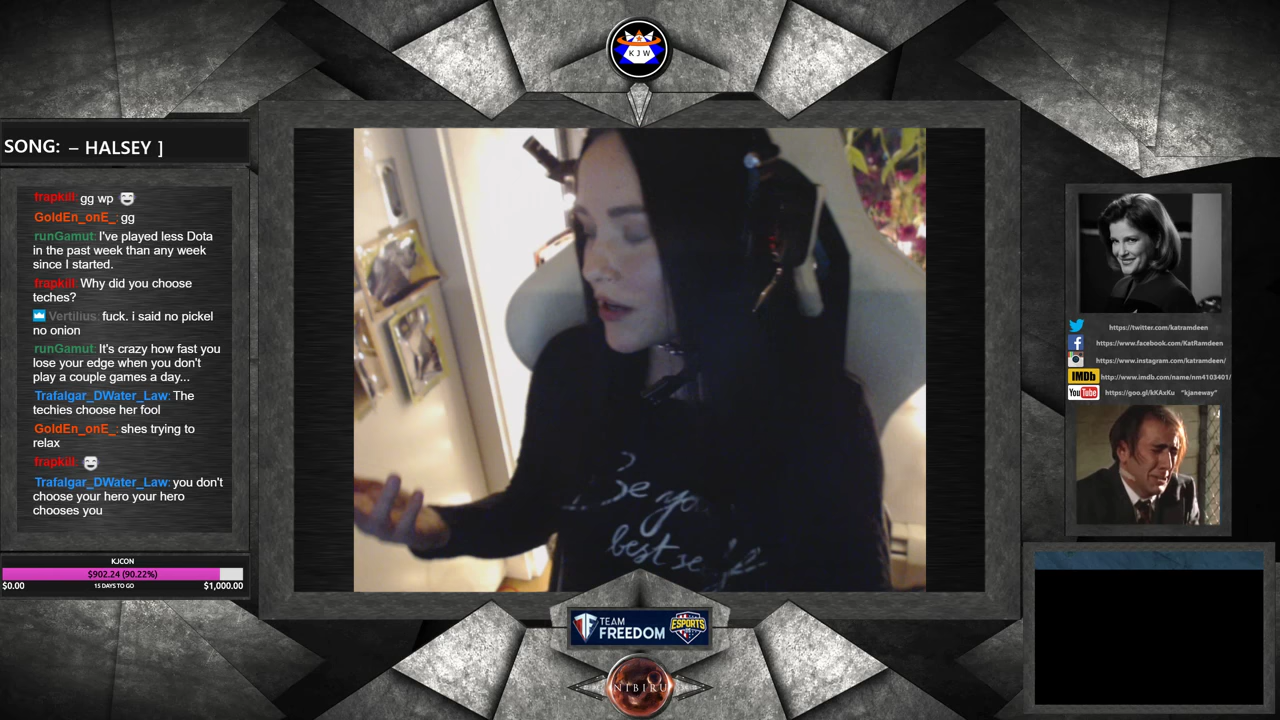 K J W
SONG: – HALSEY ]
frapkill: gg wp
GoldEn_onE_: gg
runGamut: I've played less Dota
in the past week than any week
since I started.
frapkill: Why did you choose
teches?
Vertilius: fuck. i said no pickel
no onion
runGamut: It's crazy how fast you
lose your edge when you don't
play a couple games a day...
Trafalgar_DWater_Law: The
techies choose her fool
GoldEn_onE_: shes trying to
relax
frapkill:
Trafalgar_DWater_Law: you don't
choose your hero your hero
chooses you
KJCON
$902.24 (90.22%)
$0.00 15 DAYS TO GO $1,000.00
Be yo
best self
TEAM
FREEDOM
ESPORTS
NIBIRU
https://twitter.com/katramdeen
https://www.facebook.com/KatRamdeen
https://www.instagram.com/katramdeen/
IMDb http://www.imdb.com/name/nm4103401/
YouTube https://goo.gl/kKAxKu "kjaneway"